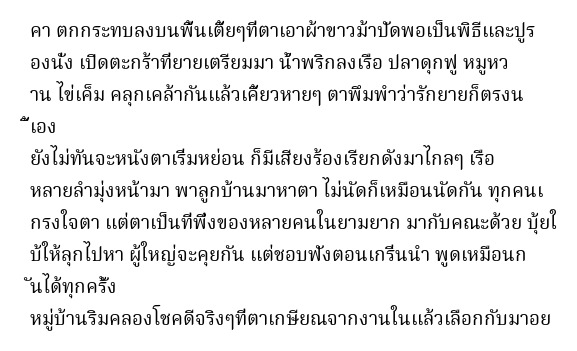 คา ตกกระทบลงบนพื้นเตี้ยๆที่ตาเอาผ้าขาวม้าปัดพอเป็นพิธีและปูร
องนั่ง เปิดตะกร้าที่ยายเตรียมมา น้ำพริกลงเรือ ปลาดุกฟู หมูหว
าน ไข่เค็ม คลุกเคล้ากันแล้วเคี้ยวหายๆ ตาพึมพำว่ารักยายก็ตรงน
ี้เอง
ยังไม่ทันจะหนังตาเริ่มหย่อน ก็มีเสียงร้องเรียกดังมาไกลๆ เรือ
หลายลำมุ่งหน้ามา พาลูกบ้านมาหาตา ไม่นัดก็เหมือนนัดกัน ทุกคนเ
กรงใจตา แต่ตาเป็นที่พึ่งของหลายคนในยามยาก มากับคณะด้วย บุ้ยใ
บ้ให้ลุกไปหา ผู้ใหญ่จะคุยกัน แต่ชอบฟังตอนเกริ่นนำ พูดเหมือนก
ันได้ทุกครั้ง
หมู่บ้านริมคลองโชคดีจริงๆที่ตาเกษียณจากงานในแล้วเลือกกับมาอย